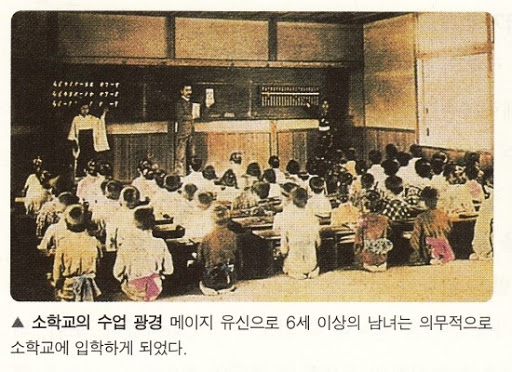 ▲ 소학교의 수업 광경 메이지 유신으로 6세 이상의 남녀는 의무적으로
소학교에 입학하게 되었다.